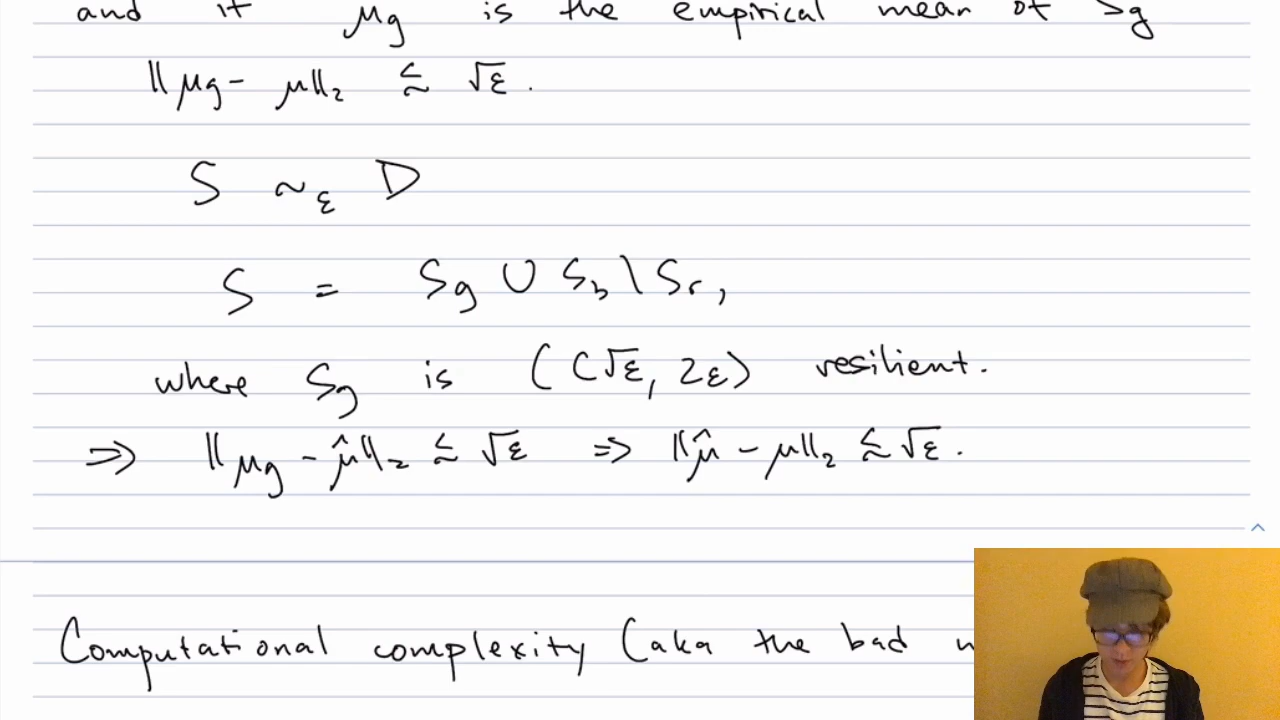 and if μg is the empirical mean of Sg
‖μg - μ‖₂ ≲ √ε.
S ~ε D
S = Sg ∪ Sb \ Sr,
where Sg is (C√ε, 2ε) resilient.
⇒ ‖μg - μ̂‖₂ ≲ √ε ⇒ ‖μ̂ - μ‖₂ ≲ √ε.
Computational complexity (aka the bad